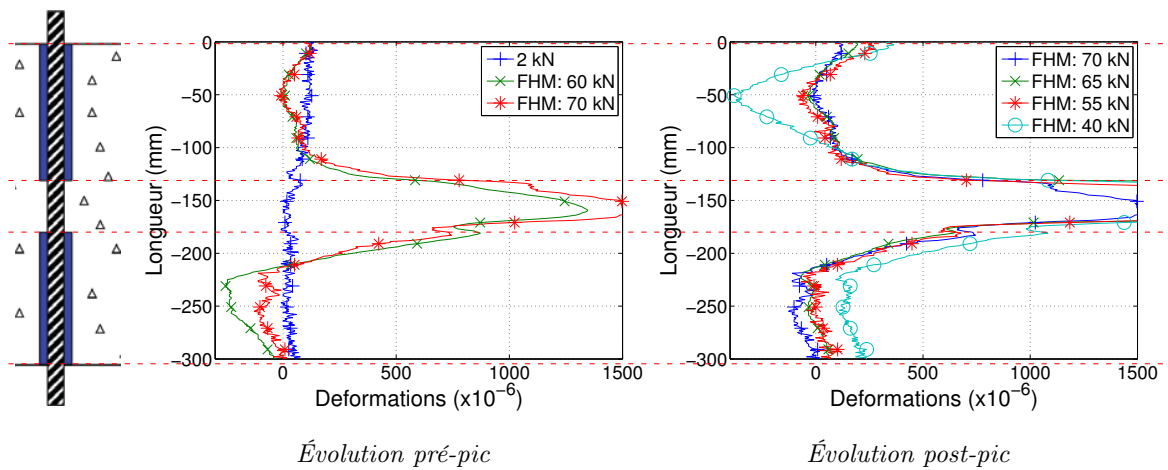 0
−50
−100
−150
−200
−250
−300
Longueur (mm)
0
500
1000
1500
Deformations (x10⁻⁶)
2 kN
FHM: 60 kN
FHM: 70 kN
Évolution pré-pic
0
−50
−100
−150
−200
−250
−300
Longueur (mm)
0
500
1000
1500
Deformations (x10⁻⁶)
FHM: 70 kN
FHM: 65 kN
FHM: 55 kN
FHM: 40 kN
Évolution post-pic